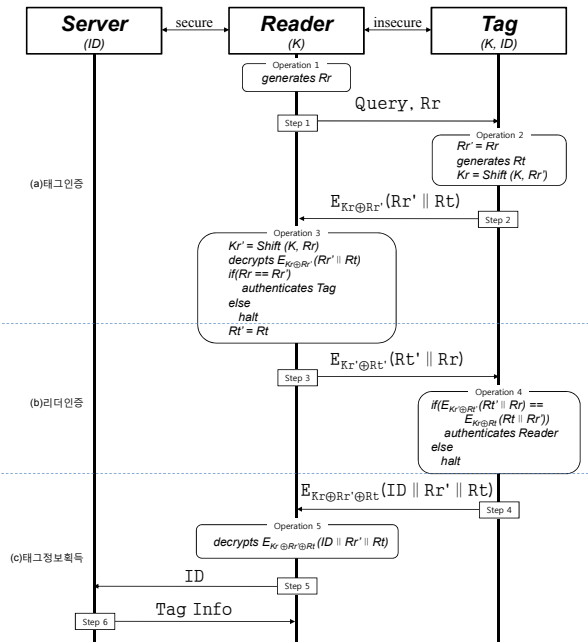 Server
(ID)
secure
Reader
(K)
insecure
Tag
(K, ID)
Operation 1
generates Rr
Query, Rr
Step 1
Operation 2
Rr' = Rr
generates Rt
Kr = Shift (K, Rr')
(a)태그인증
E_{Kr⊕Rr'}(Rr' ∥ Rt)
Step 2
Operation 3
Kr' = Shift (K, Rr)
decrypts E_{Kr⊕Rr'}(Rr' ∥ Rt)
if(Rr == Rr')
authenticates Tag
else
halt
Rt' = Rt
E_{Kr'⊕Rt'}(Rt' ∥ Rr)
Step 3
(b)리더인증
Operation 4
if(E_{Kr'⊕Rt'}(Rt' ∥ Rr) ==
E_{Kr⊕Rt}(Rt ∥ Rr'))
authenticates Reader
else
halt
E_{Kr⊕Rr'⊕Rt}(ID ∥ Rr' ∥ Rt)
Step 4
Operation 5
decrypts E_{Kr⊕Rr'⊕Rt}(ID ∥ Rr' ∥ Rt)
(c)태그정보획득
ID
Step 5
Tag Info
Step 6